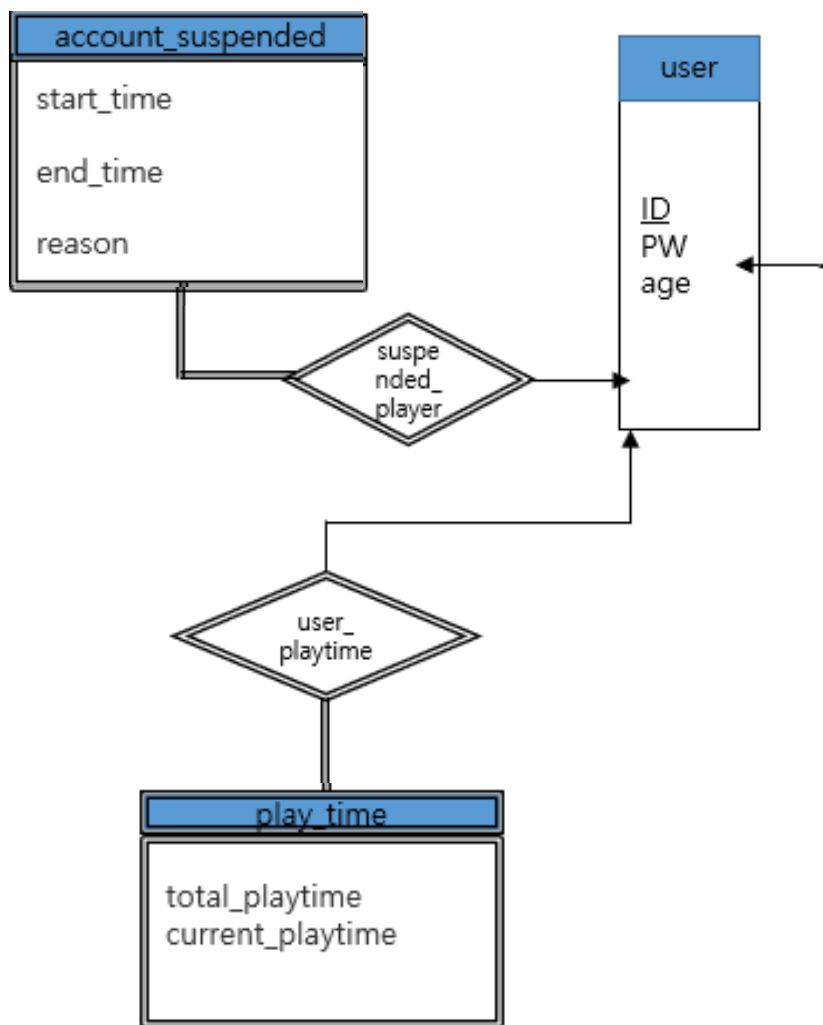 account_suspended
start_time
end_time
reason
user
ID
PW
age
suspe
nded_
player
user_
playtime
play_time
total_playtime
current_playtime